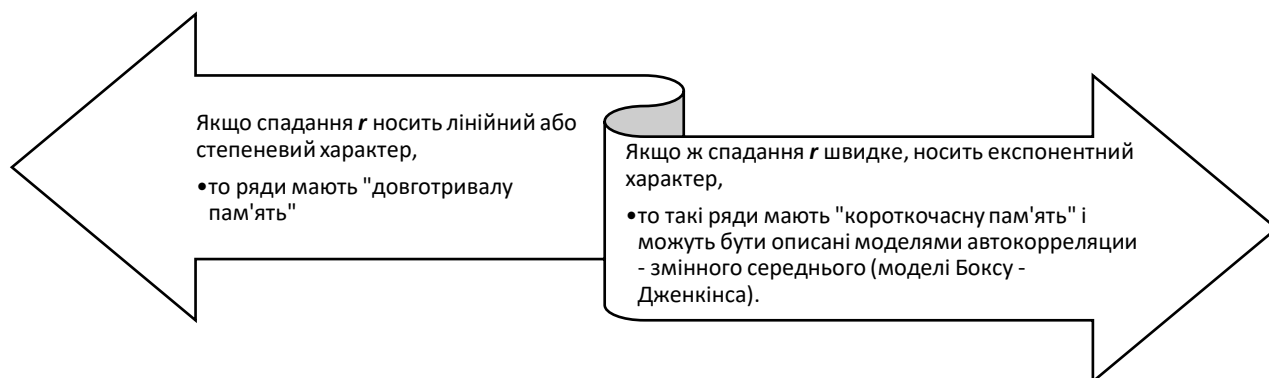 Якщо спадання r носить лінійний або
степеневий характер,
•то ряди мають "довготривалу
пам'ять"
Якщо ж спадання r швидке, носить експонентний
характер,
•то такі ряди мають "короткочасну пам'ять" і
можуть бути описані моделями автокорреляции
- змінного середнього (моделі Боксу -
Дженкінса).